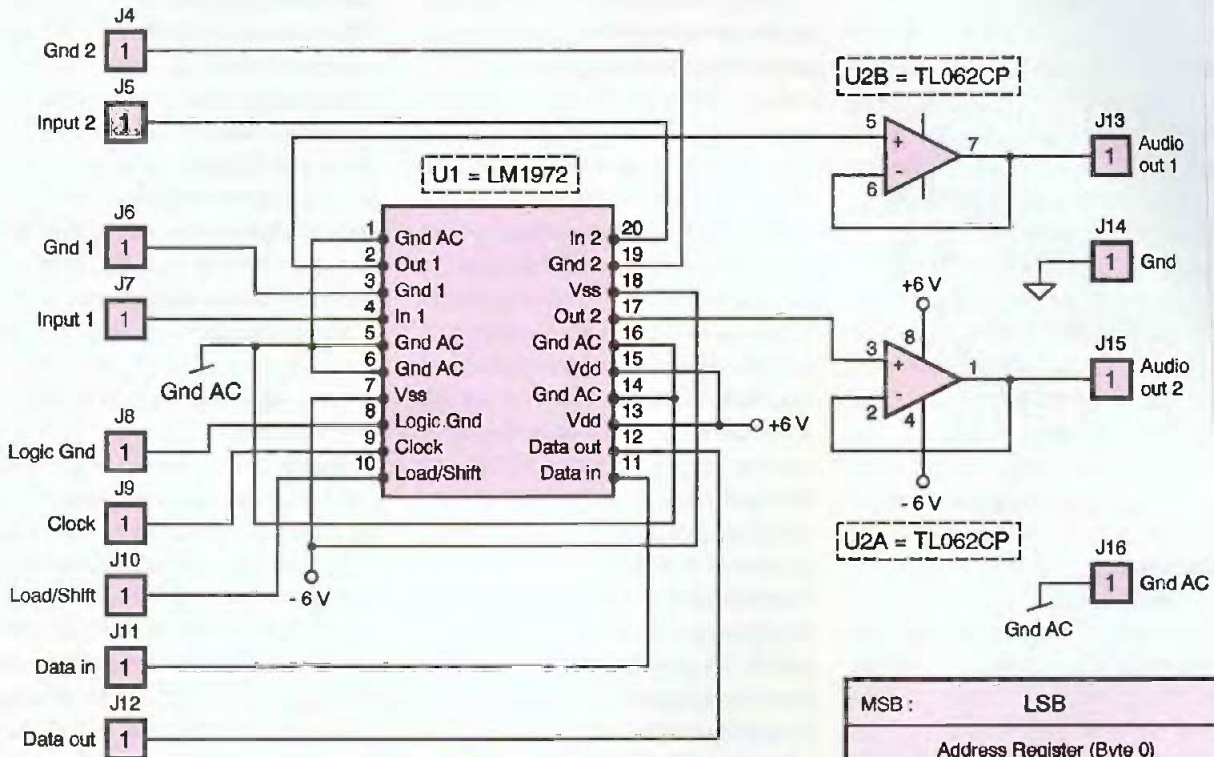 J4
Gnd 2 1
J5
Input 2 1
J6
Gnd 1 1
J7
Input 1 1
Gnd AC
J8
Logic Gnd 1
J9
Clock 1
J10
Load/Shift 1
J11
Data in 1
J12
Data out 1
- 6 V
U1 = LM1972
1 Gnd AC In 2 20
2 Out 1 Gnd 2 19
3 Gnd 1 Vss 18
4 In 1 Out 2 17
5 Gnd AC Gnd AC 16
6 Gnd AC Vdd 15
7 Vss Gnd AC 14
8 Logic.Gnd Vdd 13
9 Clock Data out 12
10 Load/Shift Data in 11
+6 V
U2B = TL062CP
5 + 7
6 -
J13
1 Audio
out 1
J14
1 Gnd
+6 V
8
3 + 1
2 -
4
- 6 V
J15
1 Audio
out 2
U2A = TL062CP
J16
1 Gnd AC
Gnd AC
MSB : LSB
Address Register (Byte 0)